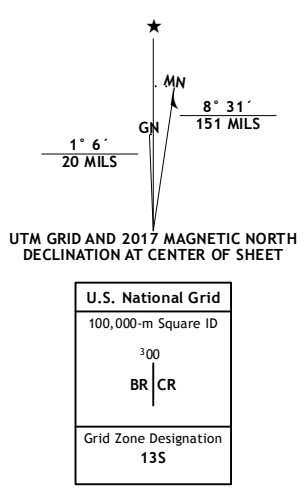 ★
MN
8° 31´
151 MILS
GN
1° 6´
20 MILS
UTM GRID AND 2017 MAGNETIC NORTH
DECLINATION AT CENTER OF SHEET
U.S. National Grid
100,000-m Square ID
³00
BR CR
Grid Zone Designation
13S